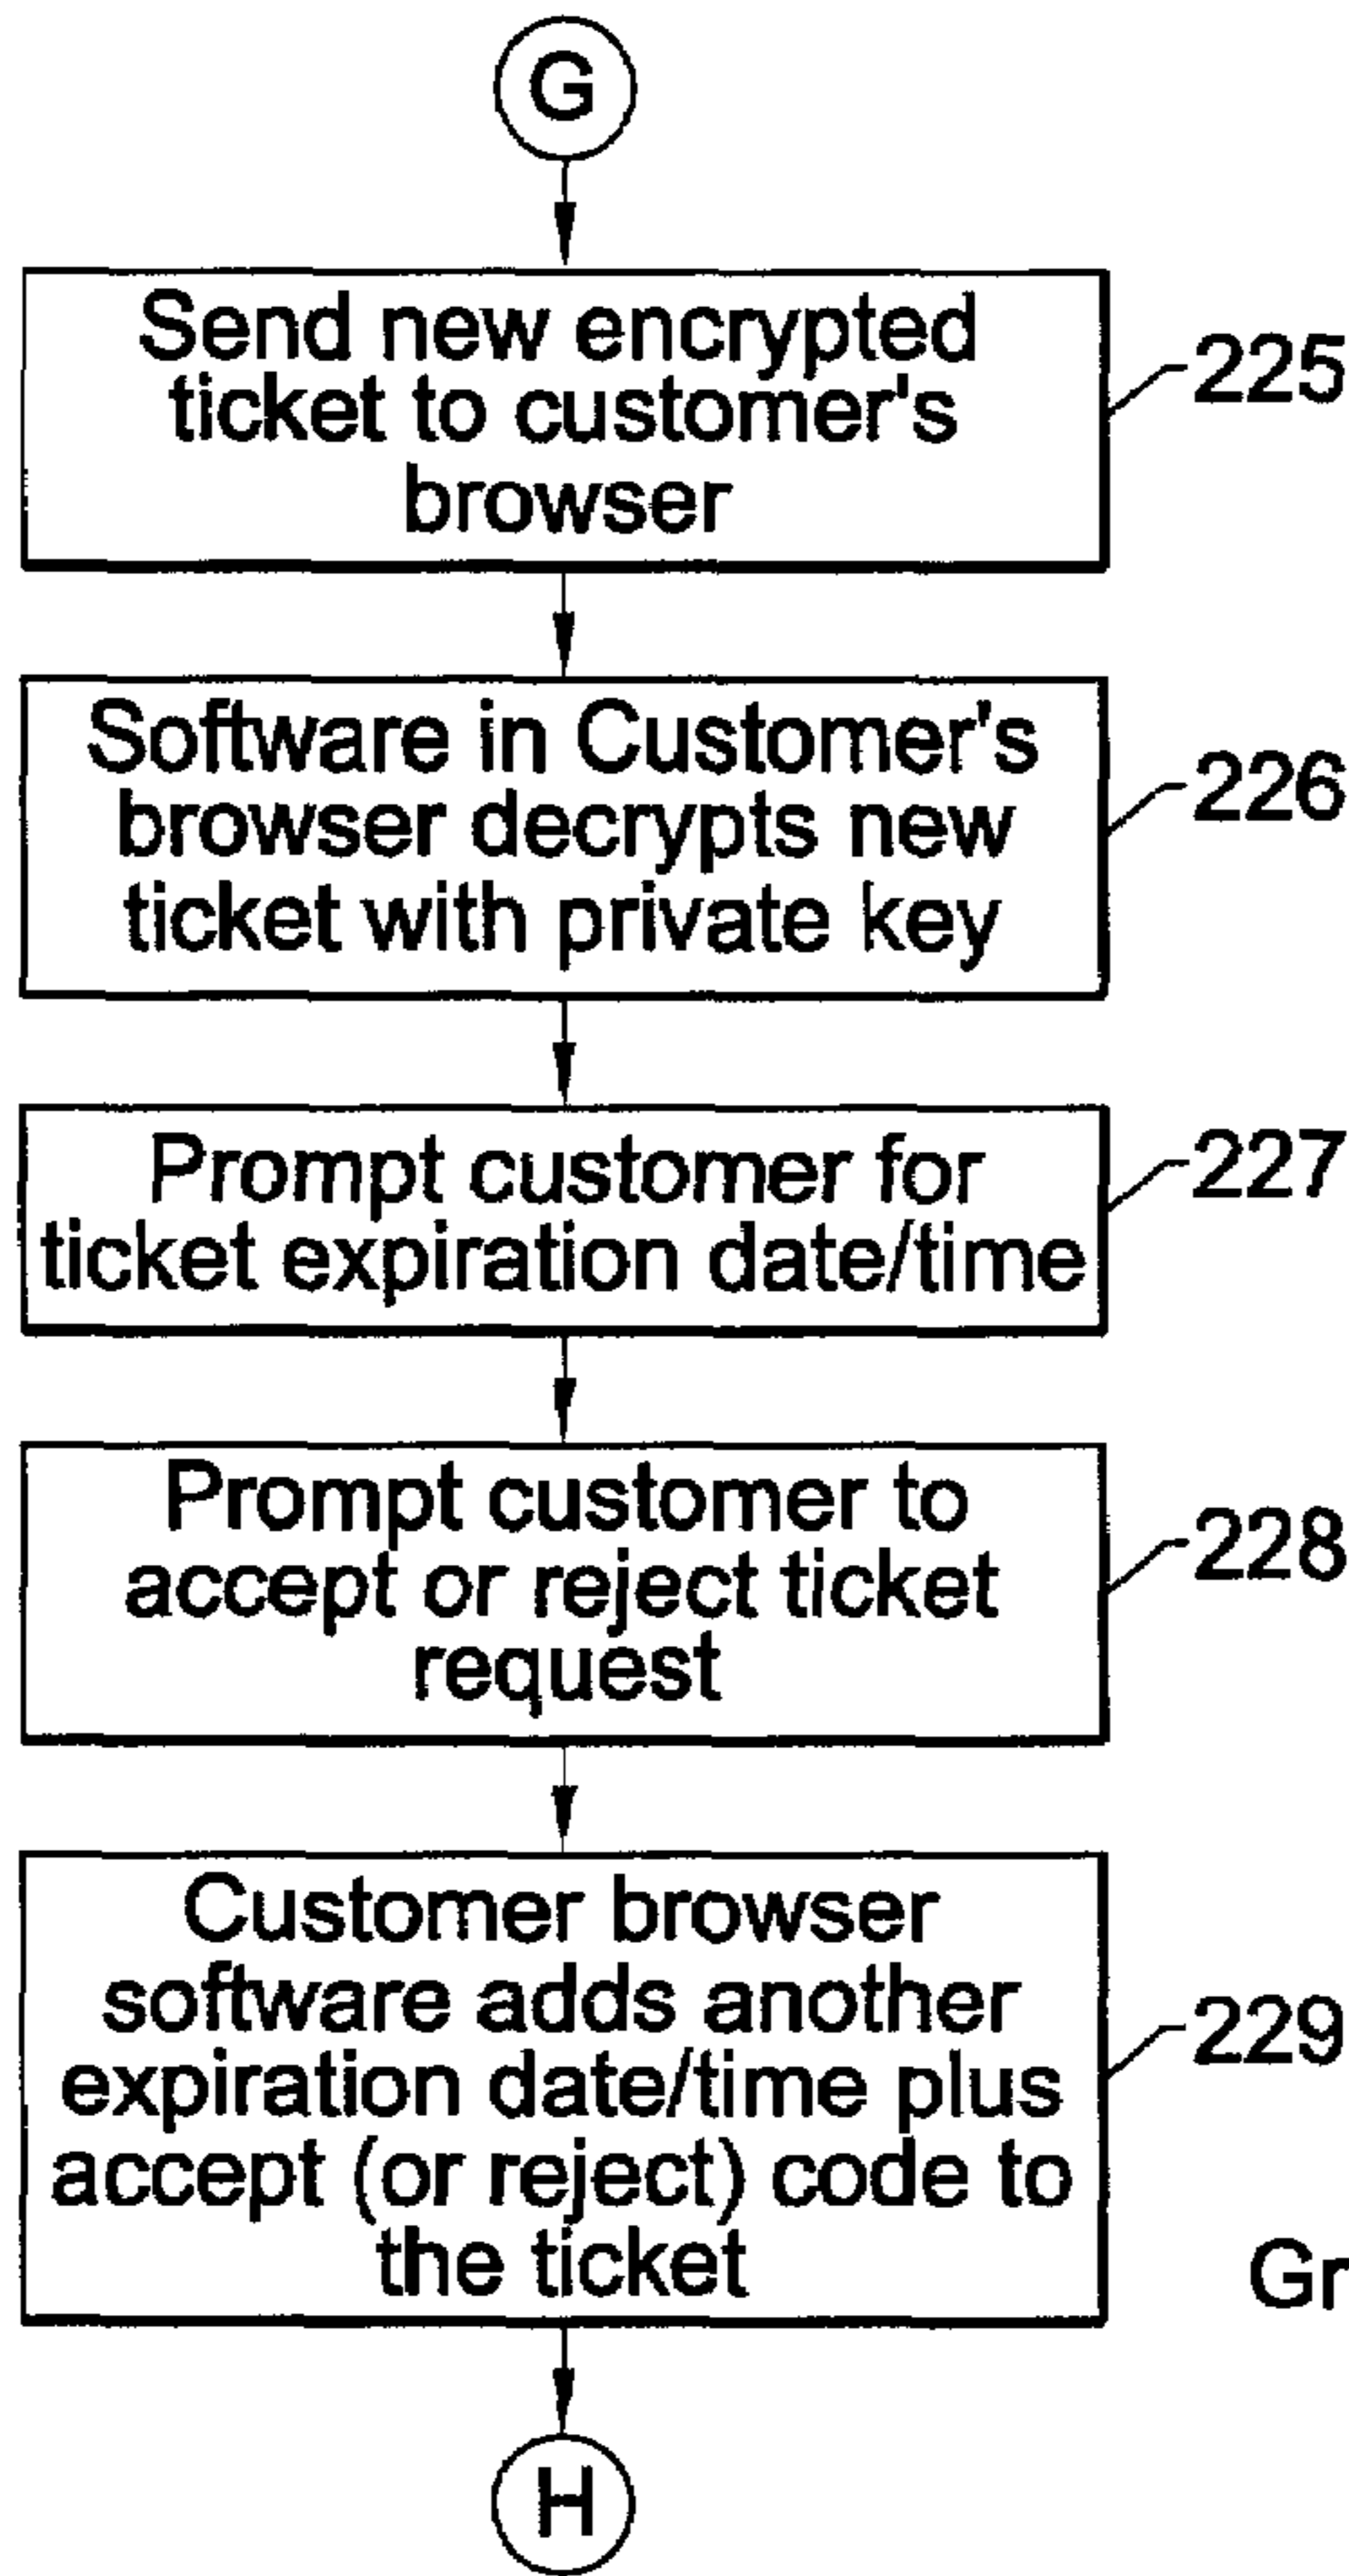 G
Send new encrypted
ticket to customer's
browser
225
Software in Customer's
browser decrypts new
ticket with private key
226
Prompt customer for
ticket expiration date/time
227
Prompt customer to
accept or reject ticket
request
228
Customer browser
software adds another
expiration date/time plus
accept (or reject) code to
the ticket
229
Gr
H